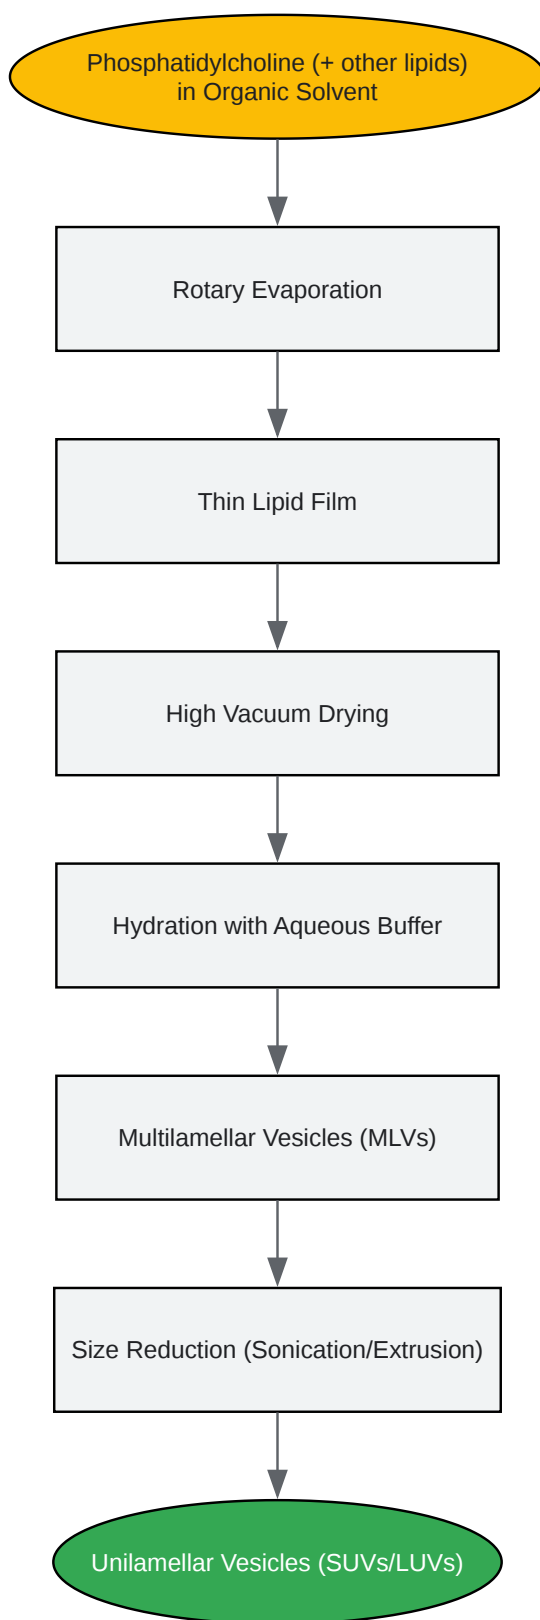 Phosphatidylcholine (+ other lipids)
in Organic Solvent
Rotary Evaporation
Thin Lipid Film
High Vacuum Drying
Hydration with Aqueous Buffer
Multilamellar Vesicles (MLVs)
Size Reduction (Sonication/Extrusion)
Unilamellar Vesicles (SUVs/LUVs)